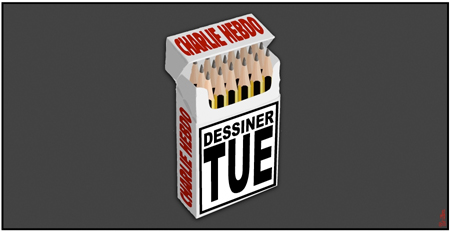 CHARLIE HEBDO
DESSINER
TUE
CHARLIE HEBDO